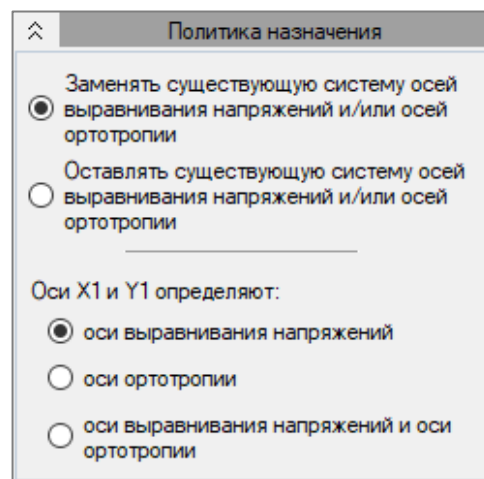 Политика назначения
Заменять существующую систему осей
выравнивания напряжений и/или осей
ортотропии
Оставлять существующую систему осей
выравнивания напряжений и/или осей
ортотропии
Оси X1 и Y1 определяют:
оси выравнивания напряжений
оси ортотропии
оси выравнивания напряжений и оси
ортотропии